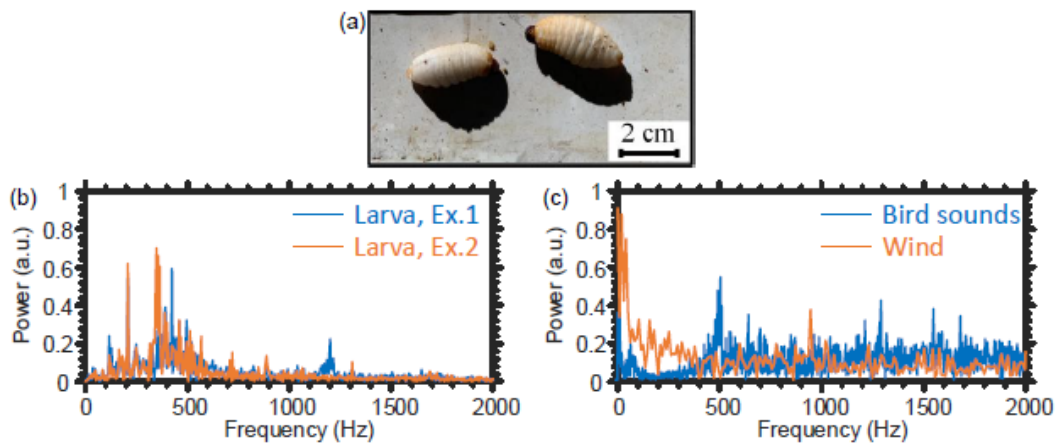 (a)
2 cm
(b)
Larva, Ex.1
Larva, Ex.2
Power (a.u.)
1
0.8
0.6
0.4
0.2
0
0 500 1000 1500 2000
Frequency (Hz)
(c)
Bird sounds
Wind
Power (a.u.)
1
0.8
0.6
0.4
0.2
0
0 500 1000 1500 2000
Frequency (Hz)